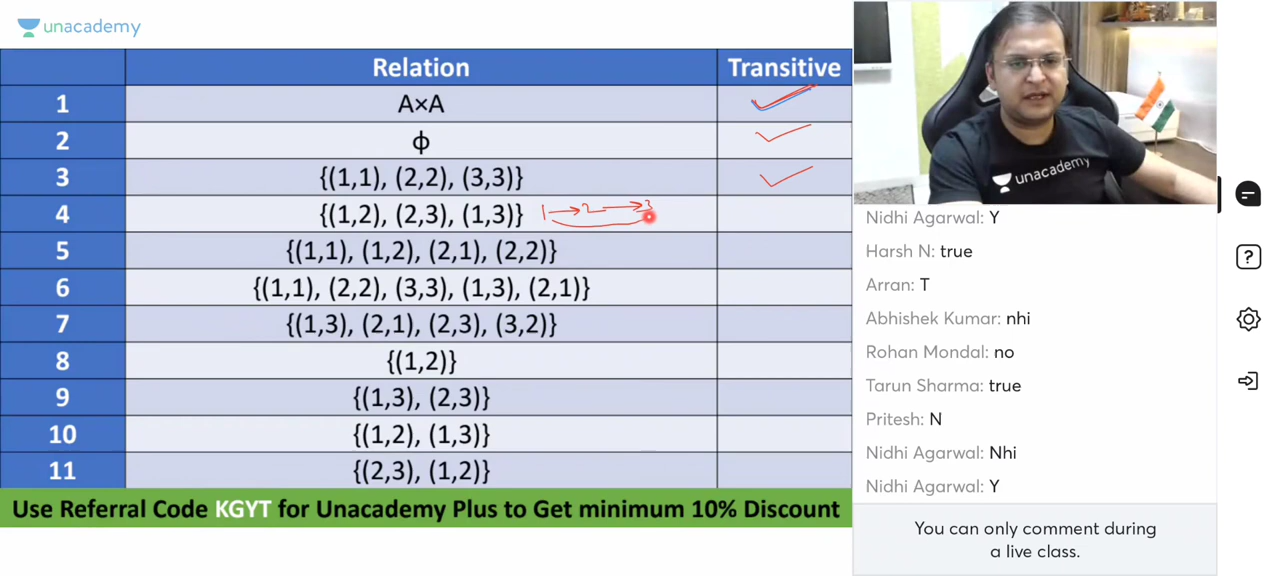 unacademy
Relation Transitive
1 A×A
2 ϕ
3 {(1,1), (2,2), (3,3)}
4 {(1,2), (2,3), (1,3)} 1→2→3
5 {(1,1), (1,2), (2,1), (2,2)}
6 {(1,1), (2,2), (3,3), (1,3), (2,1)}
7 {(1,3), (2,1), (2,3), (3,2)}
8 {(1,2)}
9 {(1,3), (2,3)}
10 {(1,2), (1,3)}
11 {(2,3), (1,2)}
Use Referral Code KGYT for Unacademy Plus to Get minimum 10% Discount
unacademy
Nidhi Agarwal: Y
Harsh N: true
Arran: T
Abhishek Kumar: nhi
Rohan Mondal: no
Tarun Sharma: true
Pritesh: N
Nidhi Agarwal: Nhi
Nidhi Agarwal: Y
You can only comment during
a live class.
?